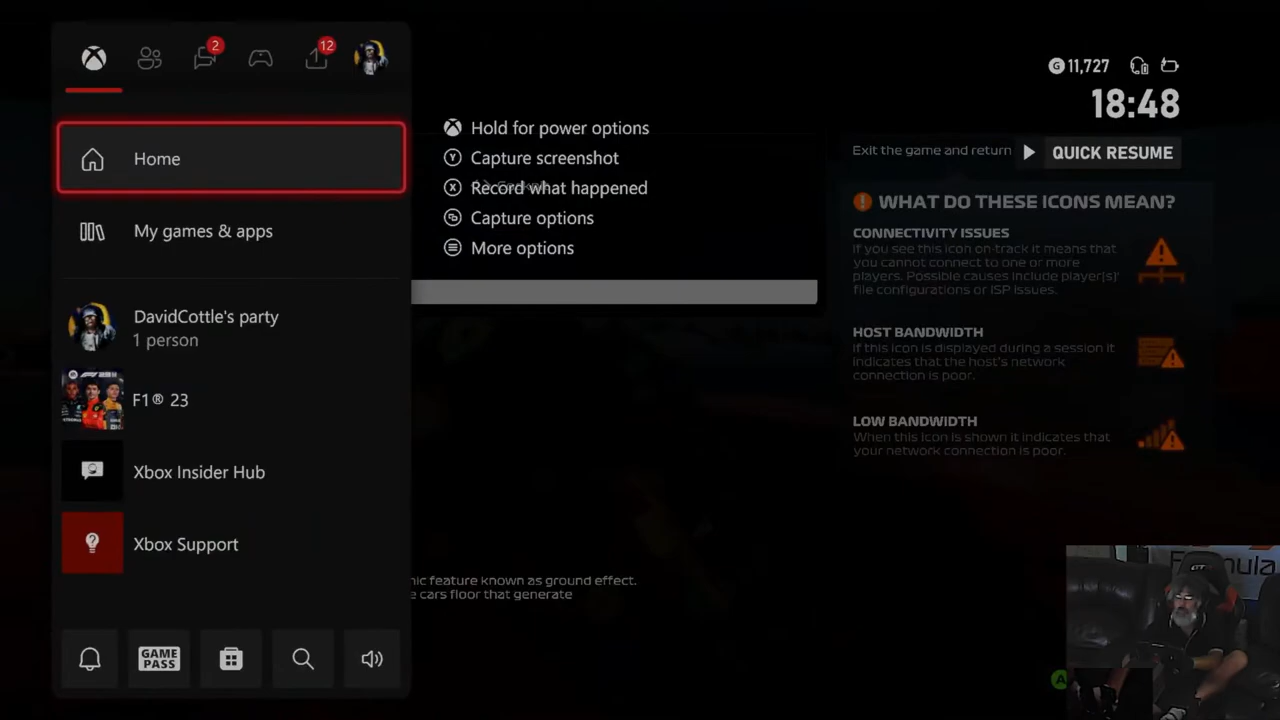 2
12
Home
My games & apps
DavidCottle's party
1 person
F1® 23
Xbox Insider Hub
Xbox Support
GAME
PASS
Hold for power options
Y Capture screenshot
X Record what happened
Capture options
More options
G 11,727
18:48
Exit the game and return
QUICK RESUME
WHAT DO THESE ICONS MEAN?
CONNECTIVITY ISSUES
If you see this icon on-track it means that
you cannot connect to one or more
players. Possible causes include player(s)'
file configurations or ISP issues.
HOST BANDWIDTH
If this icon is displayed during a session it
indicates that the host's network
connection is poor.
LOW BANDWIDTH
When this icon is shown it indicates that
your network connection is poor.
nic feature known as ground effect.
e cars floor that generate
GT
A